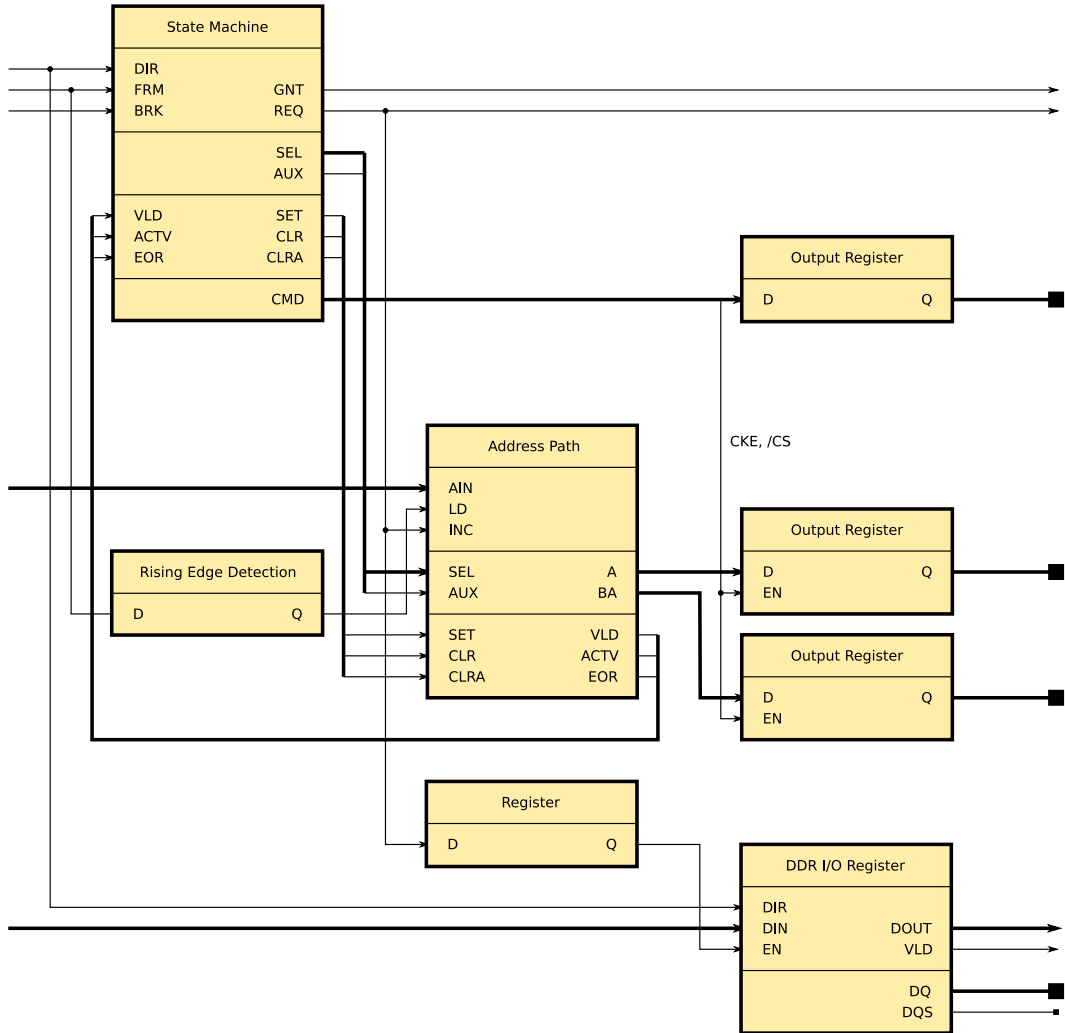 State Machine
DIR
FRM GNT
BRK REQ
SEL
AUX
VLD SET
ACTV CLR
EOR CLRA
CMD
Output Register
D Q
CKE, /CS
Address Path
AIN
LD
INC
SEL A
AUX BA
SET VLD
CLR ACTV
CLRA EOR
Rising Edge Detection
D Q
Output Register
D Q
EN
Output Register
D Q
EN
Register
D Q
DDR I/O Register
DIR
DIN DOUT
EN VLD
DQ
DQS